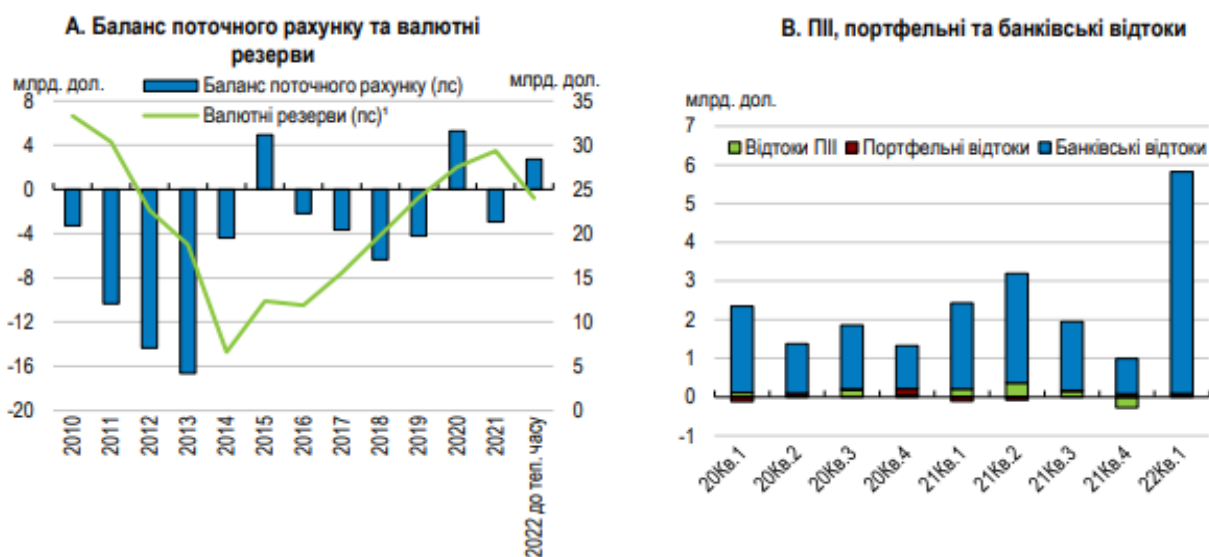 А. Баланс поточного рахунку та валютні
резерви
млрд. дол.
млрд. дол.
Баланс поточного рахунку (лс)
Валютні резерви (пс)¹
8
4
0
-4
-8
-12
-16
-20
35
30
25
20
15
10
5
0
2010
2011
2012
2013
2014
2015
2016
2017
2018
2019
2020
2021
2022 до теп. часу
В. ПІІ, портфельні та банківські відтоки
млрд. дол.
Відтоки ПІІ
Портфельні відтоки
Банківські відтоки
7
6
5
4
3
2
1
0
-1
20Кв.1
20Кв.2
20Кв.3
20Кв.4
21Кв.1
21Кв.2
21Кв.3
21Кв.4
22Кв.1